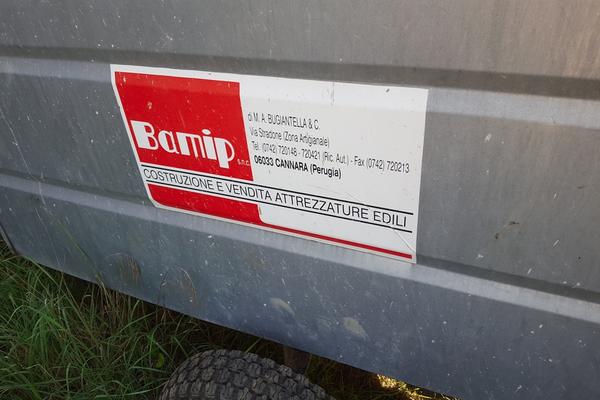 Bamip s.n.c.
di M. A. BUGIANTELLA & C.
Via Stradone (Zona Artigianale)
Tel. (0742) 720148 - 720421 (Ric. Aut.) - Fax (0742) 720213
06033 CANNARA (Perugia)
COSTRUZIONE E VENDITA ATTREZZATURE EDILI